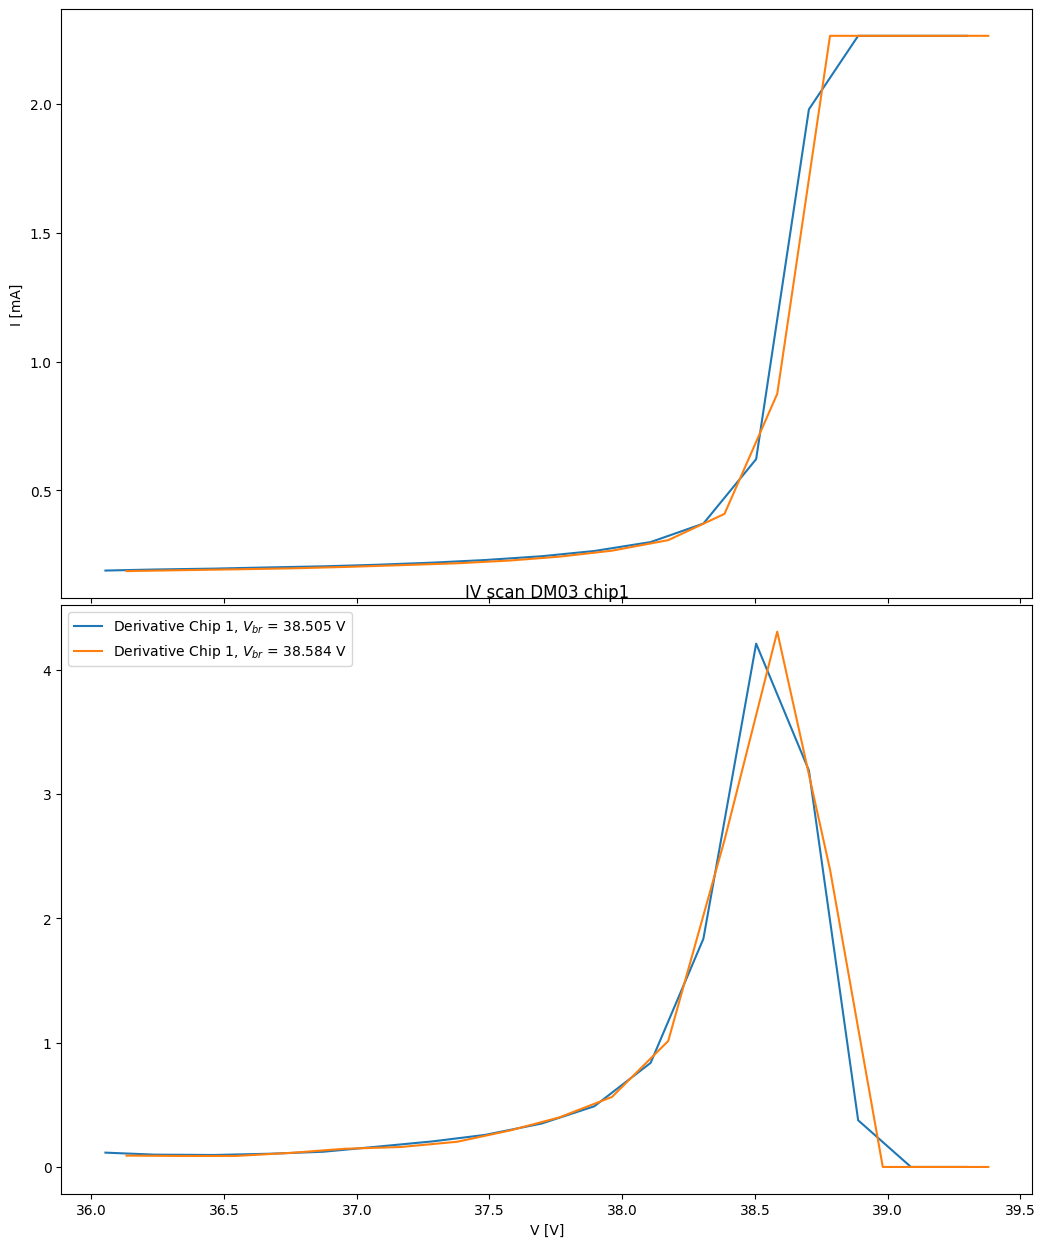 2.0
1.5
1.0
0.5
I [mA]
IV scan DM03 chip1
Derivative Chip 1, V_br = 38.505 V
Derivative Chip 1, V_br = 38.584 V
4
3
2
1
0
36.0 36.5 37.0 37.5 38.0 38.5 39.0 39.5
V [V]